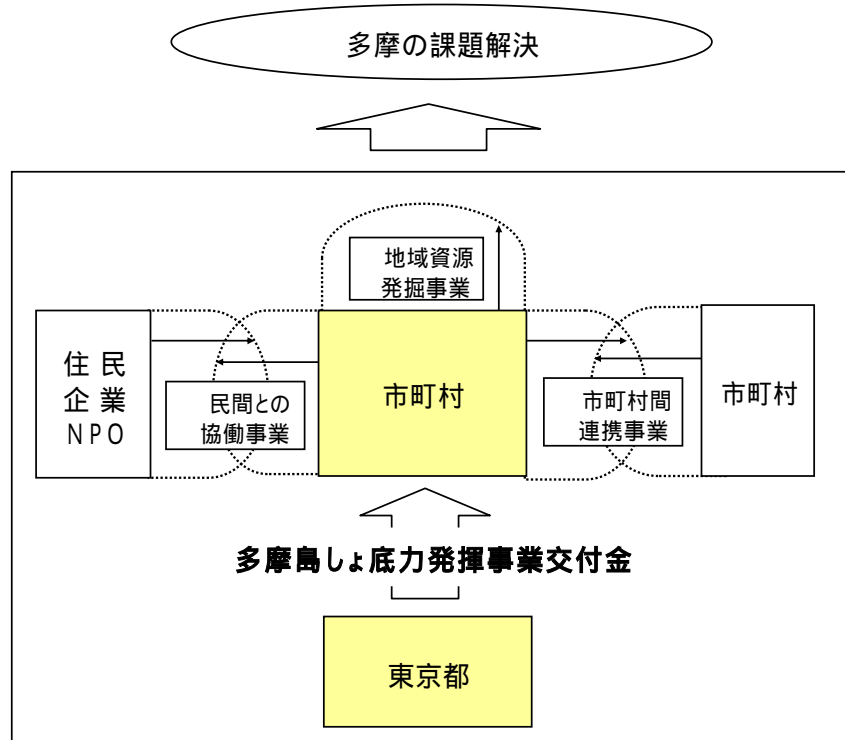 多摩の課題解決
地域資源
発掘事業
住民
企業
NPO
民間との
協働事業
市町村
市町村間
連携事業
市町村
多摩島しょ底力発揮事業交付金
東京都